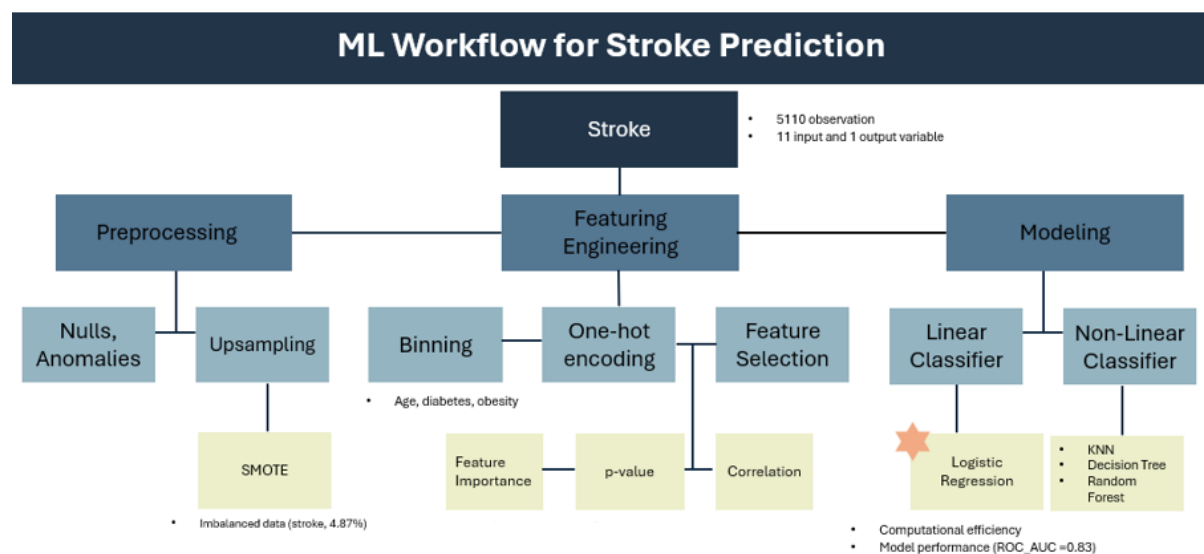 ML Workflow for Stroke Prediction
Stroke
• 5110 observation
• 11 input and 1 output variable
Preprocessing
Featuring
Engineering
Modeling
Nulls,
Anomalies
Upsampling
Binning
One-hot
encoding
Feature
Selection
Linear
Classifier
Non-Linear
Classifier
• Age, diabetes, obesity
SMOTE
Feature
Importance
p-value
Correlation
Logistic
Regression
• KNN
• Decision Tree
• Random
Forest
• Imbalanced data (stroke, 4.87%)
• Computational efficiency
• Model performance (ROC_AUC =0.83)